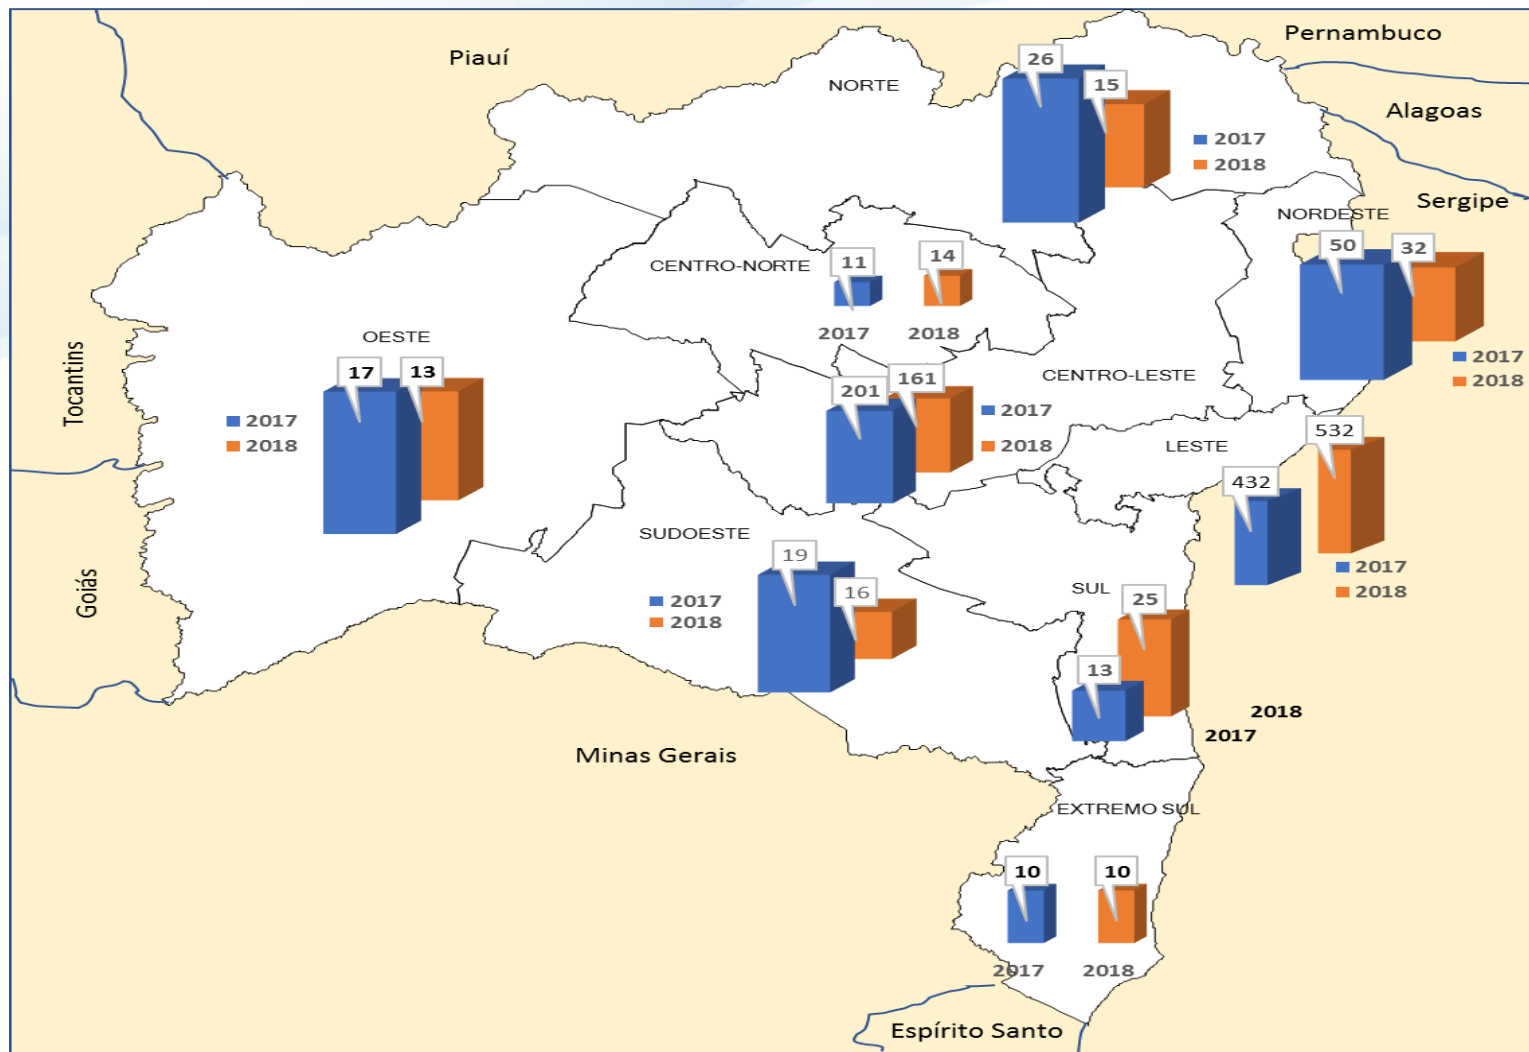 Piauí
Pernambuco
Alagoas
Sergipe
NORTE
26
15
2017
2018
NORDESTE
50
32
2017
2018
CENTRO-NORTE
11
14
2017
2018
OESTE
17
13
2017
2018
Tocantins
Goiás
CENTRO-LESTE
201
161
2017
2018
LESTE
432
532
2017
2018
SUDOESTE
19
16
2017
2018
SUL
25
13
2018
2017
Minas Gerais
EXTREMO SUL
10
10
2017
2018
Espírito Santo